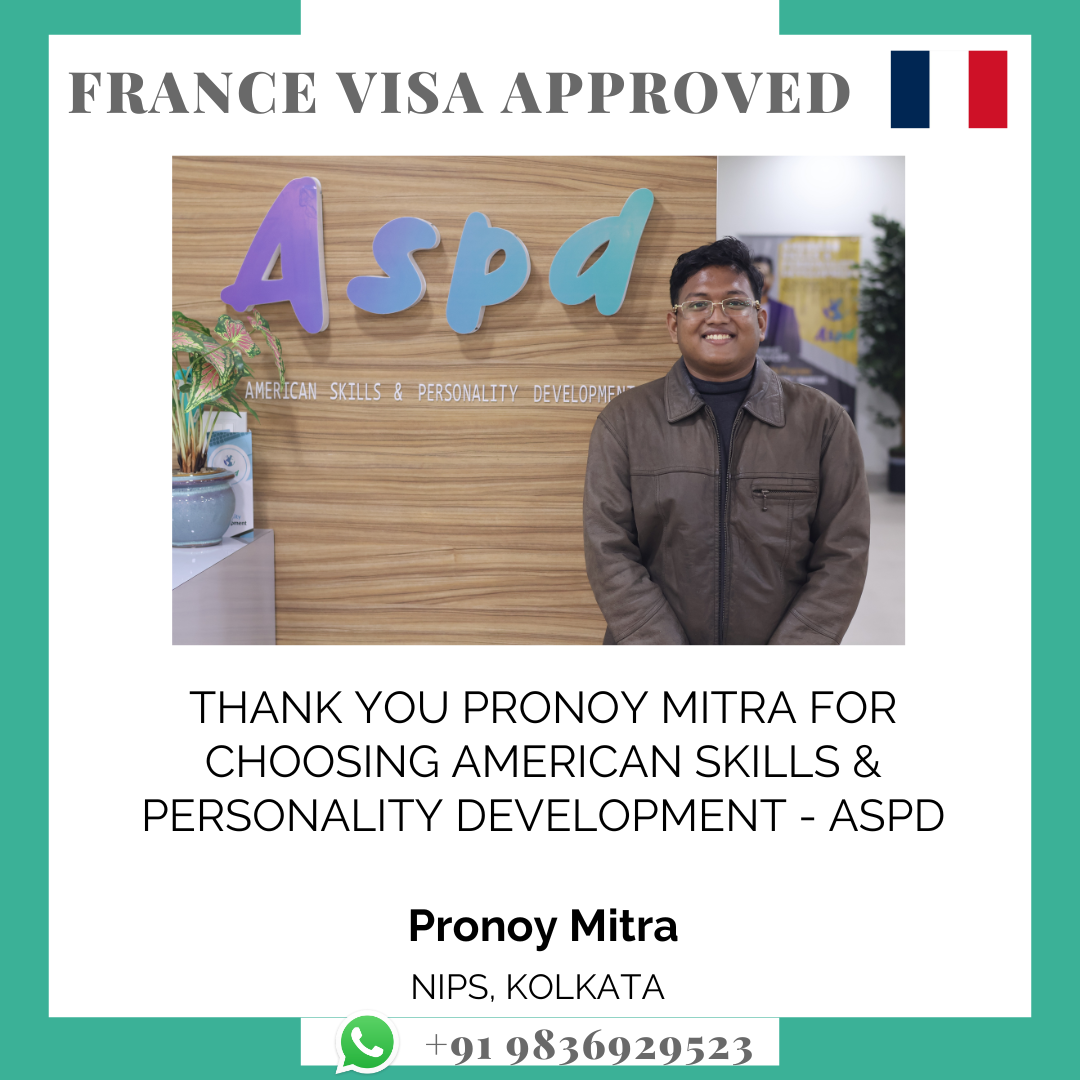 FRANCE VISA APPROVED
Aspd
AMERICAN SKILLS & PERSONALITY DEVELOPMENT
Aspd
THANK YOU PRONOY MITRA FOR
CHOOSING AMERICAN SKILLS &
PERSONALITY DEVELOPMENT - ASPD
Pronoy Mitra
NIPS, KOLKATA
+91 9836929523